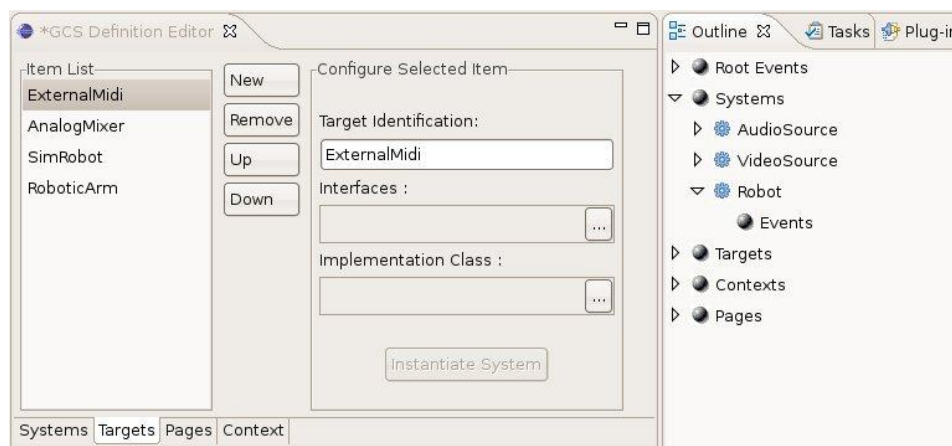 *GCS Definition Editor
Item List
ExternalMidi
AnalogMixer
SimRobot
RoboticArm
New
Remove
Up
Down
Configure Selected Item
Target Identification:
ExternalMidi
Interfaces :
...
Implementation Class :
...
Instantiate System
Systems Targets Pages Context
Outline Tasks Plug-in
Root Events
Systems
AudioSource
VideoSource
Robot
Events
Targets
Contexts
Pages